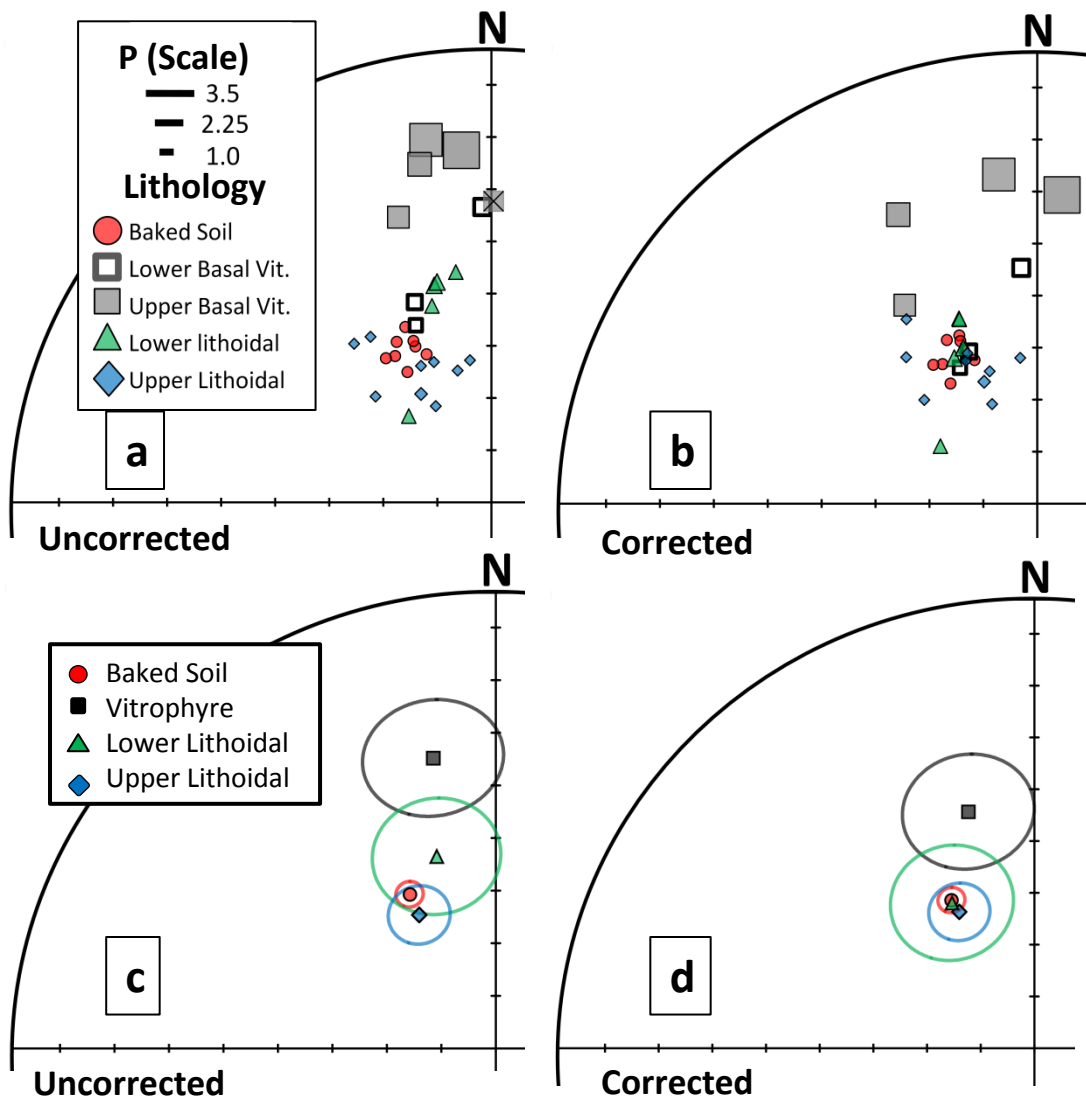 N
P (Scale)
3.5
2.25
1.0
Lithology
Baked Soil
Lower Basal Vit.
Upper Basal Vit.
Lower lithoidal
Upper Lithoidal
a
Uncorrected
N
b
Corrected
N
Baked Soil
Vitrophyre
Lower Lithoidal
Upper Lithoidal
c
Uncorrected
N
d
Corrected